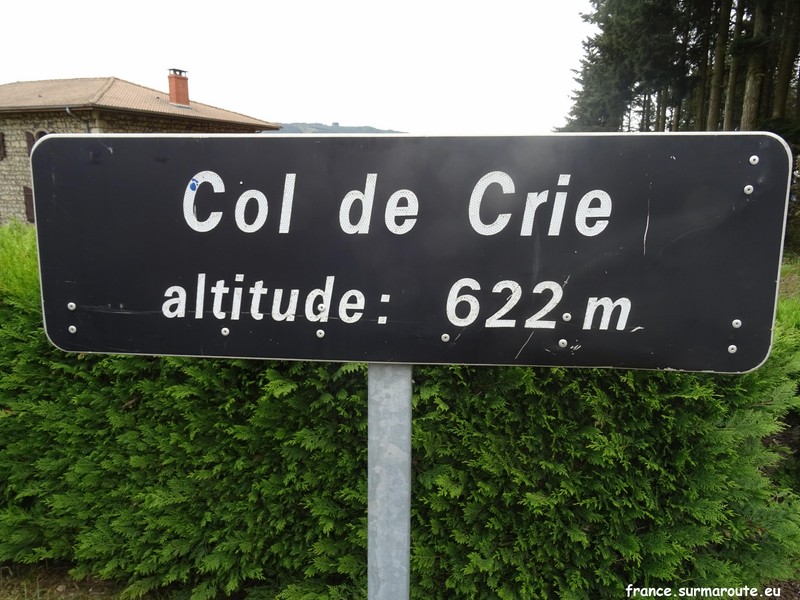 Col de Crie
altitude: 622 m
france.surmaroute.eu